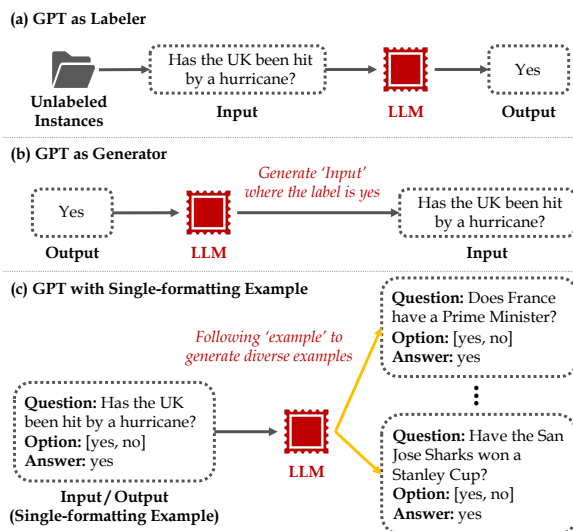 (a) GPT as Labeler
Has the UK been hit
by a hurricane?
Yes
Unlabeled
Instances
Input
LLM
Output
(b) GPT as Generator
Generate ‘Input’
where the label is yes
Yes
Has the UK been hit
by a hurricane?
Output
LLM
Input
(c) GPT with Single-formatting Example
Following ‘example’ to
generate diverse examples
Question: Has the UK
been hit by a hurricane?
Option: [yes, no]
Answer: yes
Input / Output
(Single-formatting Example)
LLM
Question: Does France
have a Prime Minister?
Option: [yes, no]
Answer: yes
Question: Have the San
Jose Sharks won a
Stanley Cup?
Option: [yes, no]
Answer: yes